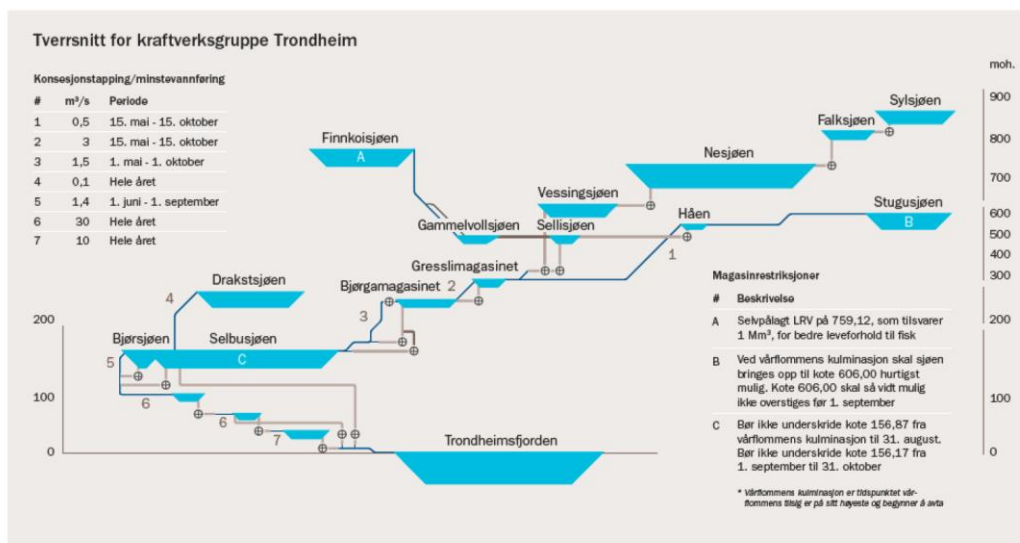 Tverrsnitt for kraftverksgruppe Trondheim
Konsesjonstapping/minstevannføring
# m³/s Periode
1 0,5 15. mai - 15. oktober
2 3 15. mai - 15. oktober
3 1,5 1. mai - 1. oktober
4 0,1 Hele året
5 1,4 1. juni - 1. september
6 30 Hele året
7 10 Hele året
moh.
900
800
700
600
500
400
300
200
100
0
Sylsjøen
Falksjøen
Finnkoisjøen
A
Nesjøen
Vessingsjøen
Håen
Stugusjøen
B
Gammelvollsjøen
Sellisjøen
1
Gresslimagasinet
Bjørgamagasinet
2
Drakstsjøen
4
3
200
Bjørsjøen
Selbusjøen
5
C
100
6
6
7
Trondheimsfjorden
0
Magasinrestriksjoner
# Beskrivelse
A Selvpålagt LRV på 759,12, som tilsvarer
1 Mm³, for bedre leveforhold til fisk
B Ved vårflommens kulminasjon skal sjøen
bringes opp til kote 606,00 hurtigst
mulig. Kote 606,00 skal så vidt mulig
ikke overstiges før 1. september
C Bør ikke underskride kote 156,87 fra
vårflommens kulminasjon til 31. august.
Bør ikke underskride kote 156,17 fra
1. september til 31. oktober
* Vårflommens kulminasjon er tidspunktet vår-
flommens tilsig er på sitt høyeste og begynner å avta